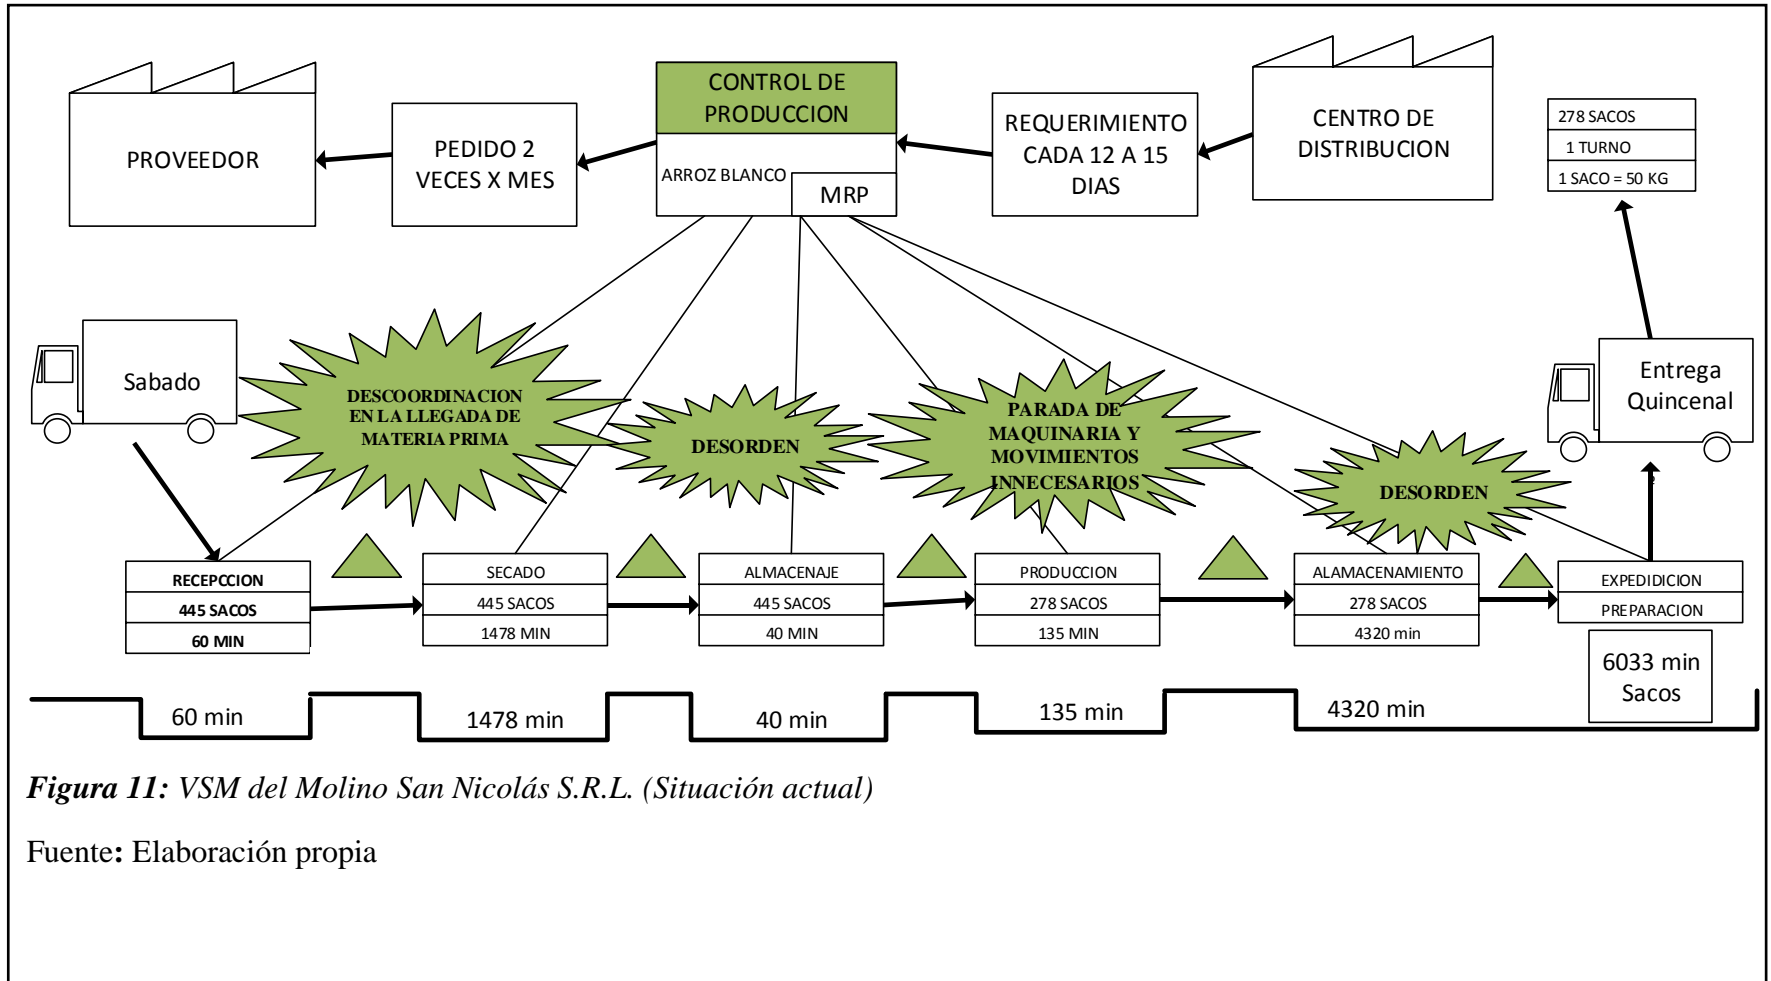 PROVEEDOR
PEDIDO 2
VECES X MES
CONTROL DE
PRODUCCION
ARROZ BLANCO
MRP
REQUERIMIENTO
CADA 12 A 15
DIAS
CENTRO DE
DISTRIBUCION
278 SACOS
1 TURNO
1 SACO = 50 KG
Sabado
DESCOORDINACION
EN LA LLEGADA DE
MATERIA PRIMA
DESORDEN
PARADA DE
MAQUINARIA Y
MOVIMIENTOS
INNECESARIOS
DESORDEN
Entrega
Quincenal
RECEPCCION
445 SACOS
60 MIN
SECADO
445 SACOS
1478 MIN
ALMACENAJE
445 SACOS
40 MIN
PRODUCCION
278 SACOS
135 MIN
ALAMACENAMIENTO
278 SACOS
4320 min
EXPEDIDICION
PREPARACION
6033 min
Sacos
60 min
1478 min
40 min
135 min
4320 min
Figura 11: VSM del Molino San Nicolás S.R.L. (Situación actual)
Fuente: Elaboración propia